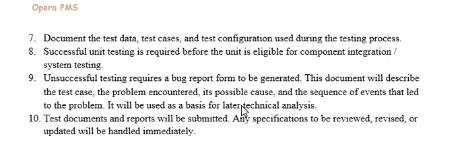 Opera PMS
7. Document the test data, test cases, and test configuration used during the testing process.
8. Successful unit testing is required before the unit is eligible for component integration /
system testing.
9. Unsuccessful testing requires a bug report form to be generated. This document will describe
the test case, the problem encountered, its possible cause, and the sequence of events that led
to the problem. It will be used as a basis for later technical analysis.
10. Test documents and reports will be submitted. Any specifications to be reviewed, revised, or
updated will be handled immediately.